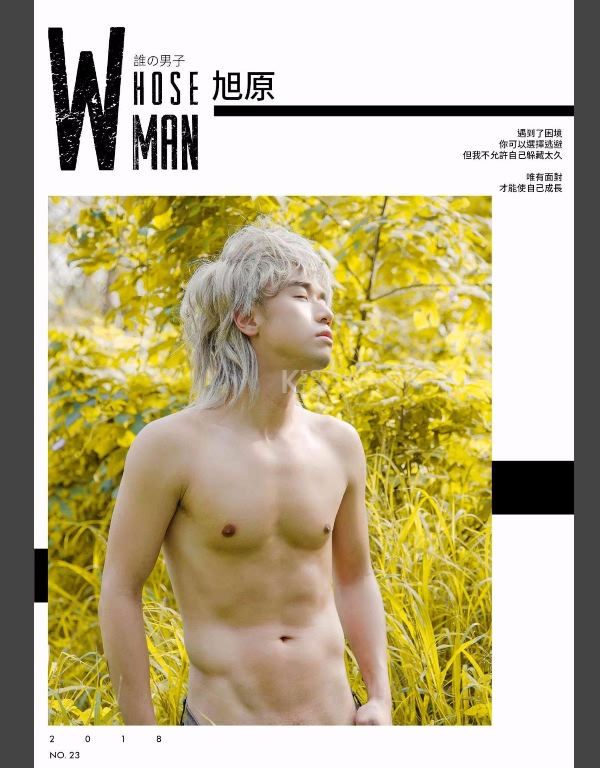 誰の男子
WHOSE
MAN
旭原
遇到了困境
你可以選擇逃避
但我不允許自己躲藏太久
唯有面對
才能使自己成長
2 0 1 8
NO. 23